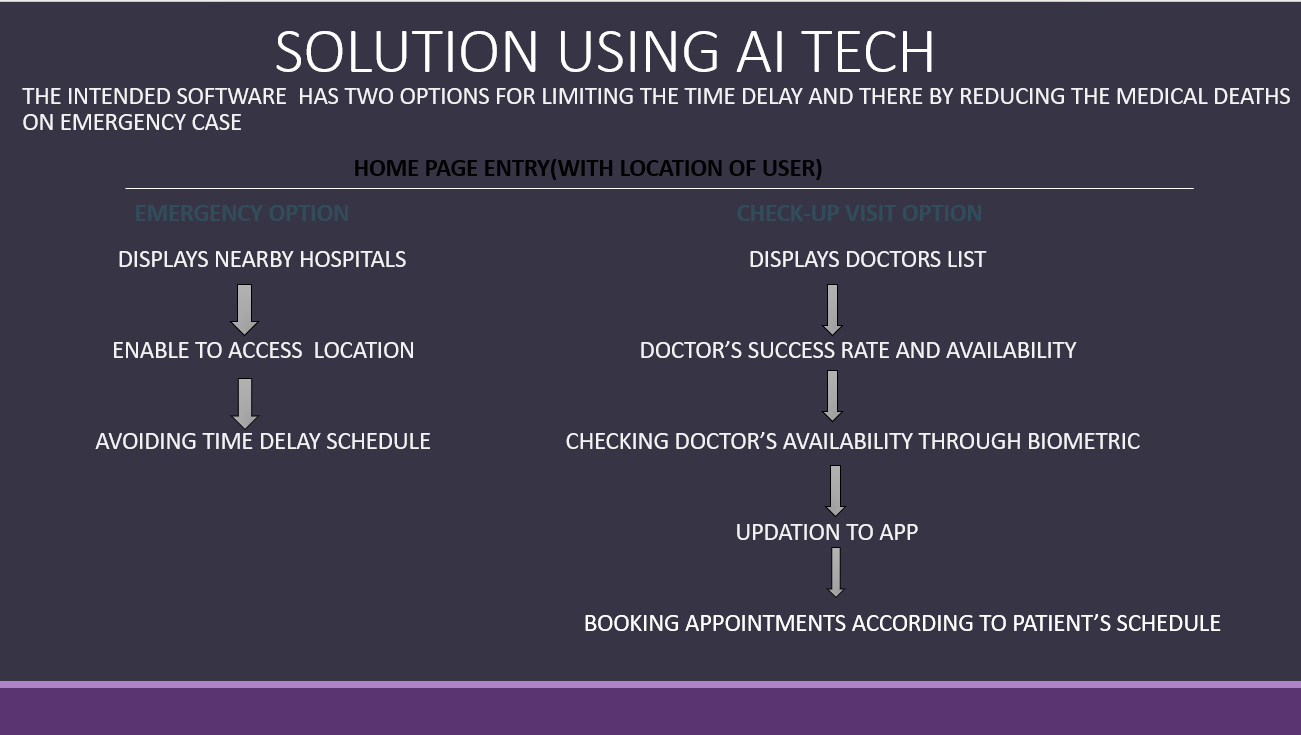 SOLUTION USING AI TECH
THE INTENDED SOFTWARE  HAS TWO OPTIONS FOR LIMITING THE TIME DELAY AND THERE BY REDUCING THE MEDICAL DEATHS
ON EMERGENCY CASE
HOME PAGE ENTRY(WITH LOCATION OF USER)
EMERGENCY OPTION
DISPLAYS NEARBY HOSPITALS
ENABLE TO ACCESS  LOCATION
AVOIDING TIME DELAY SCHEDULE
CHECK-UP VISIT OPTION
DISPLAYS DOCTORS LIST
DOCTOR’S SUCCESS RATE AND AVAILABILITY
CHECKING DOCTOR’S AVAILABILITY THROUGH BIOMETRIC
UPDATION TO APP
BOOKING APPOINTMENTS ACCORDING TO PATIENT’S SCHEDULE